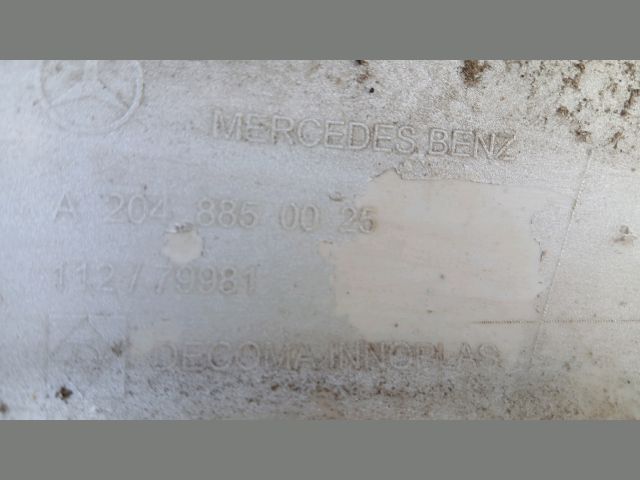 MERCEDES BENZ
A 204 885 00 25
112/79981
DECOMA INNOPLAS